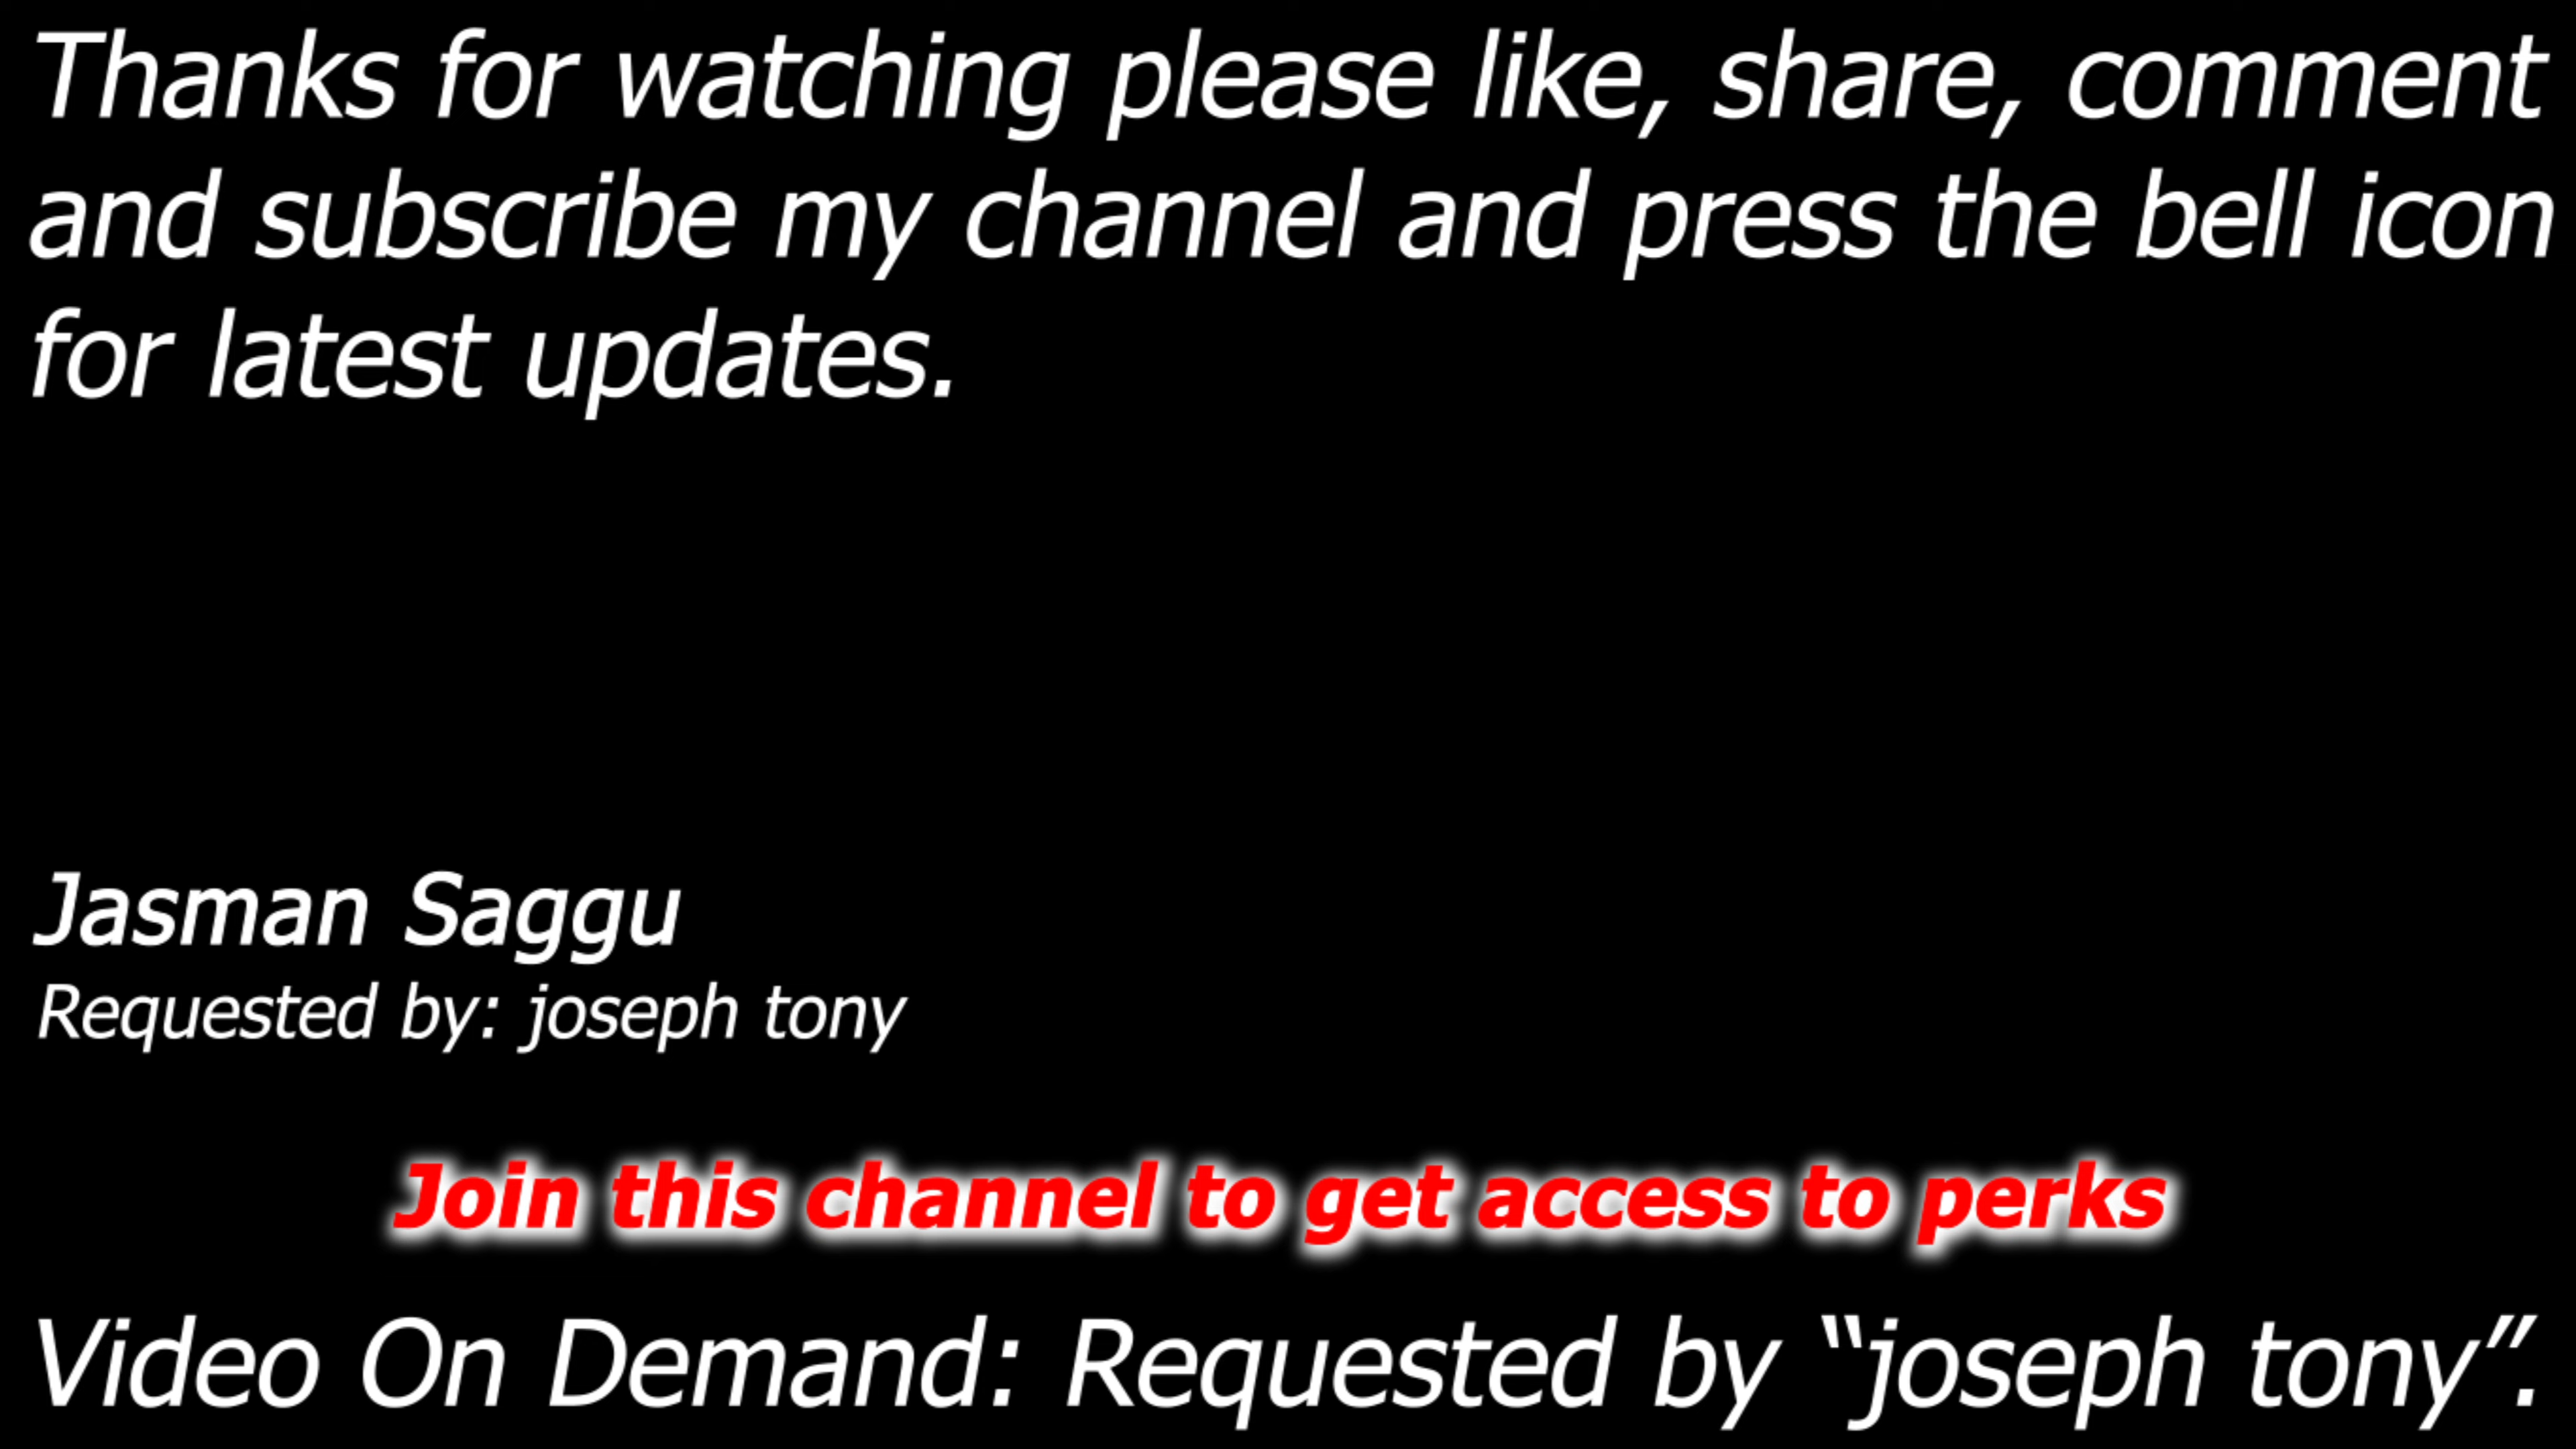 Thanks for watching please like, share, comment
and subscribe my channel and press the bell icon
for latest updates.
Jasman Saggu
Requested by: joseph tony
Join this channel to get access to perks
Video On Demand: Requested by “joseph tony”.